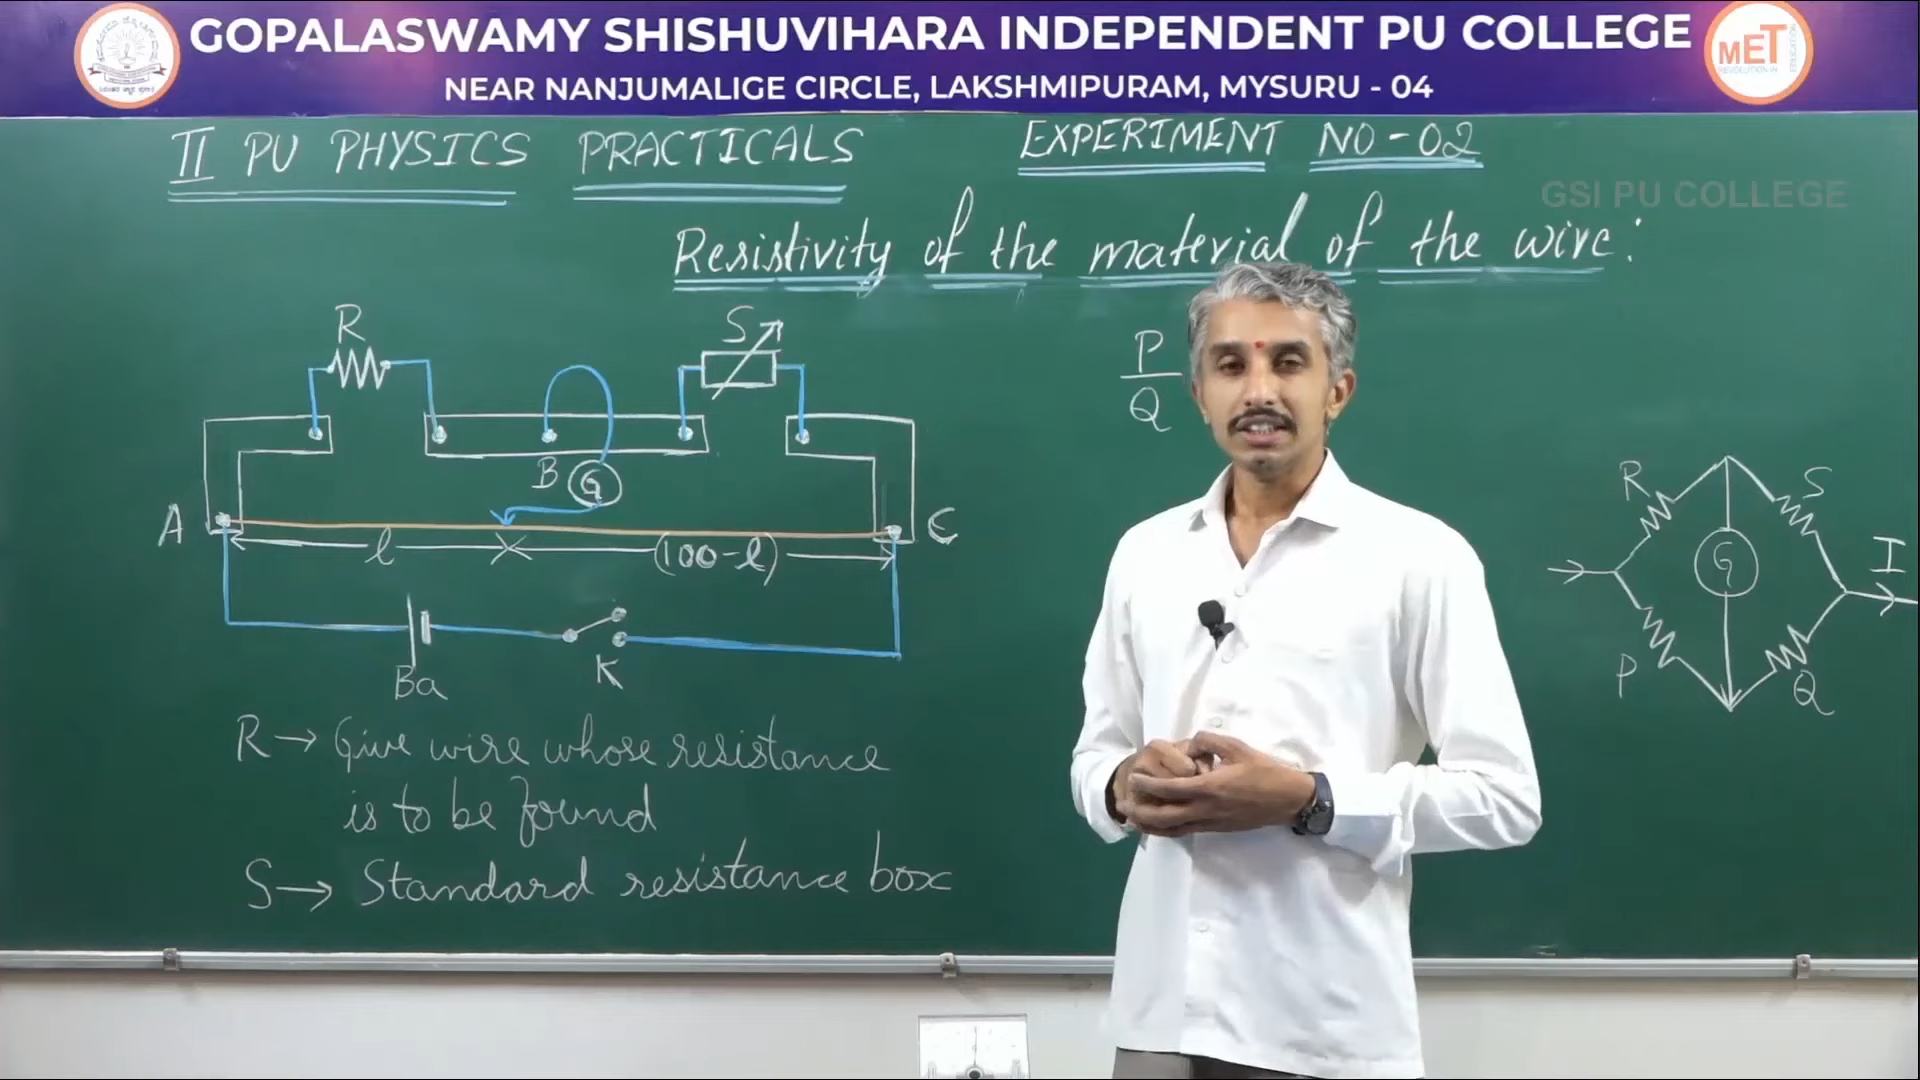 GOPALASWAMY SHISHUVIHARA INDEPENDENT PU COLLEGE
NEAR NANJUMALIGE CIRCLE, LAKSHMIPURAM, MYSURU - 04
MET
II PU PHYSICS PRACTICALS
EXPERIMENT NO-02
GSI PU COLLEGE
Resistivity of the material of the wire:
R
S
P
Q
B
G
A
C
l
(100-l)
Ba
K
R
S
G
I
P
Q
R → Give wire whose resistance
is to be found
S → Standard resistance box